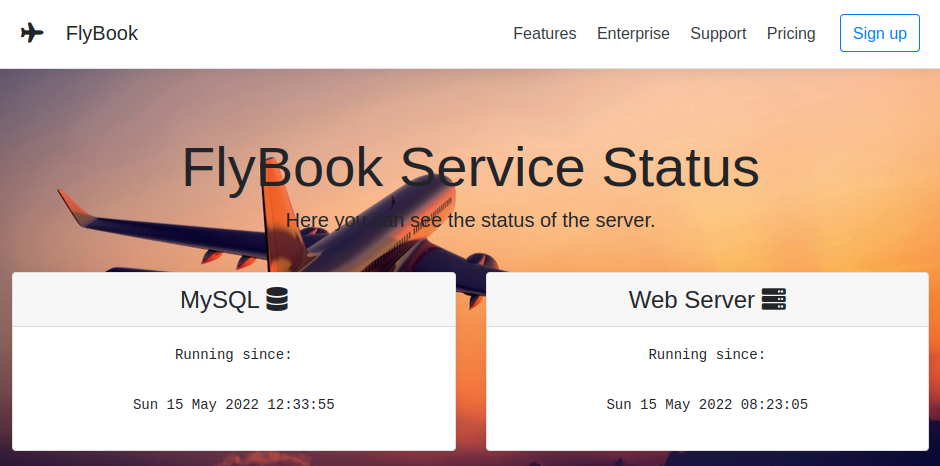 FlyBook Features Enterprise Support Pricing Sign up
FlyBook Service Status
Here you can see the status of the server.
MySQL
Running since:
Sun 15 May 2022 12:33:55
Web Server
Running since:
Sun 15 May 2022 08:23:05